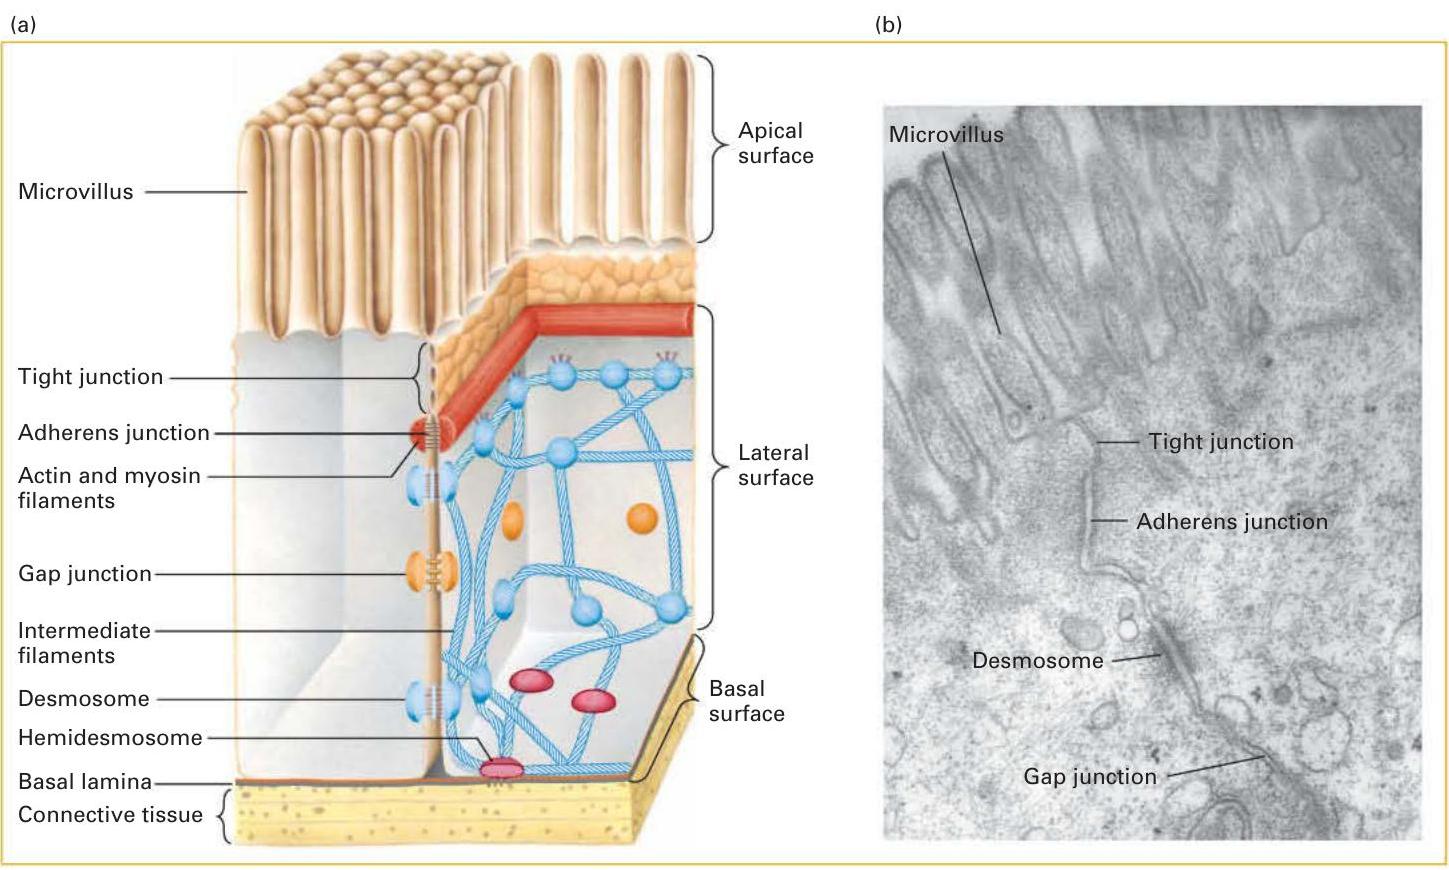 (a)
(b)
Microvillus
Tight junction
Adherens junction
Actin and myosin
filaments
Gap junction
Intermediate
filaments
Desmosome
Hemidesmosome
Basal lamina
Connective tissue
Apical
surface
Lateral
surface
Basal
surface
Microvillus
Tight junction
Adherens junction
Desmosome
Gap junction